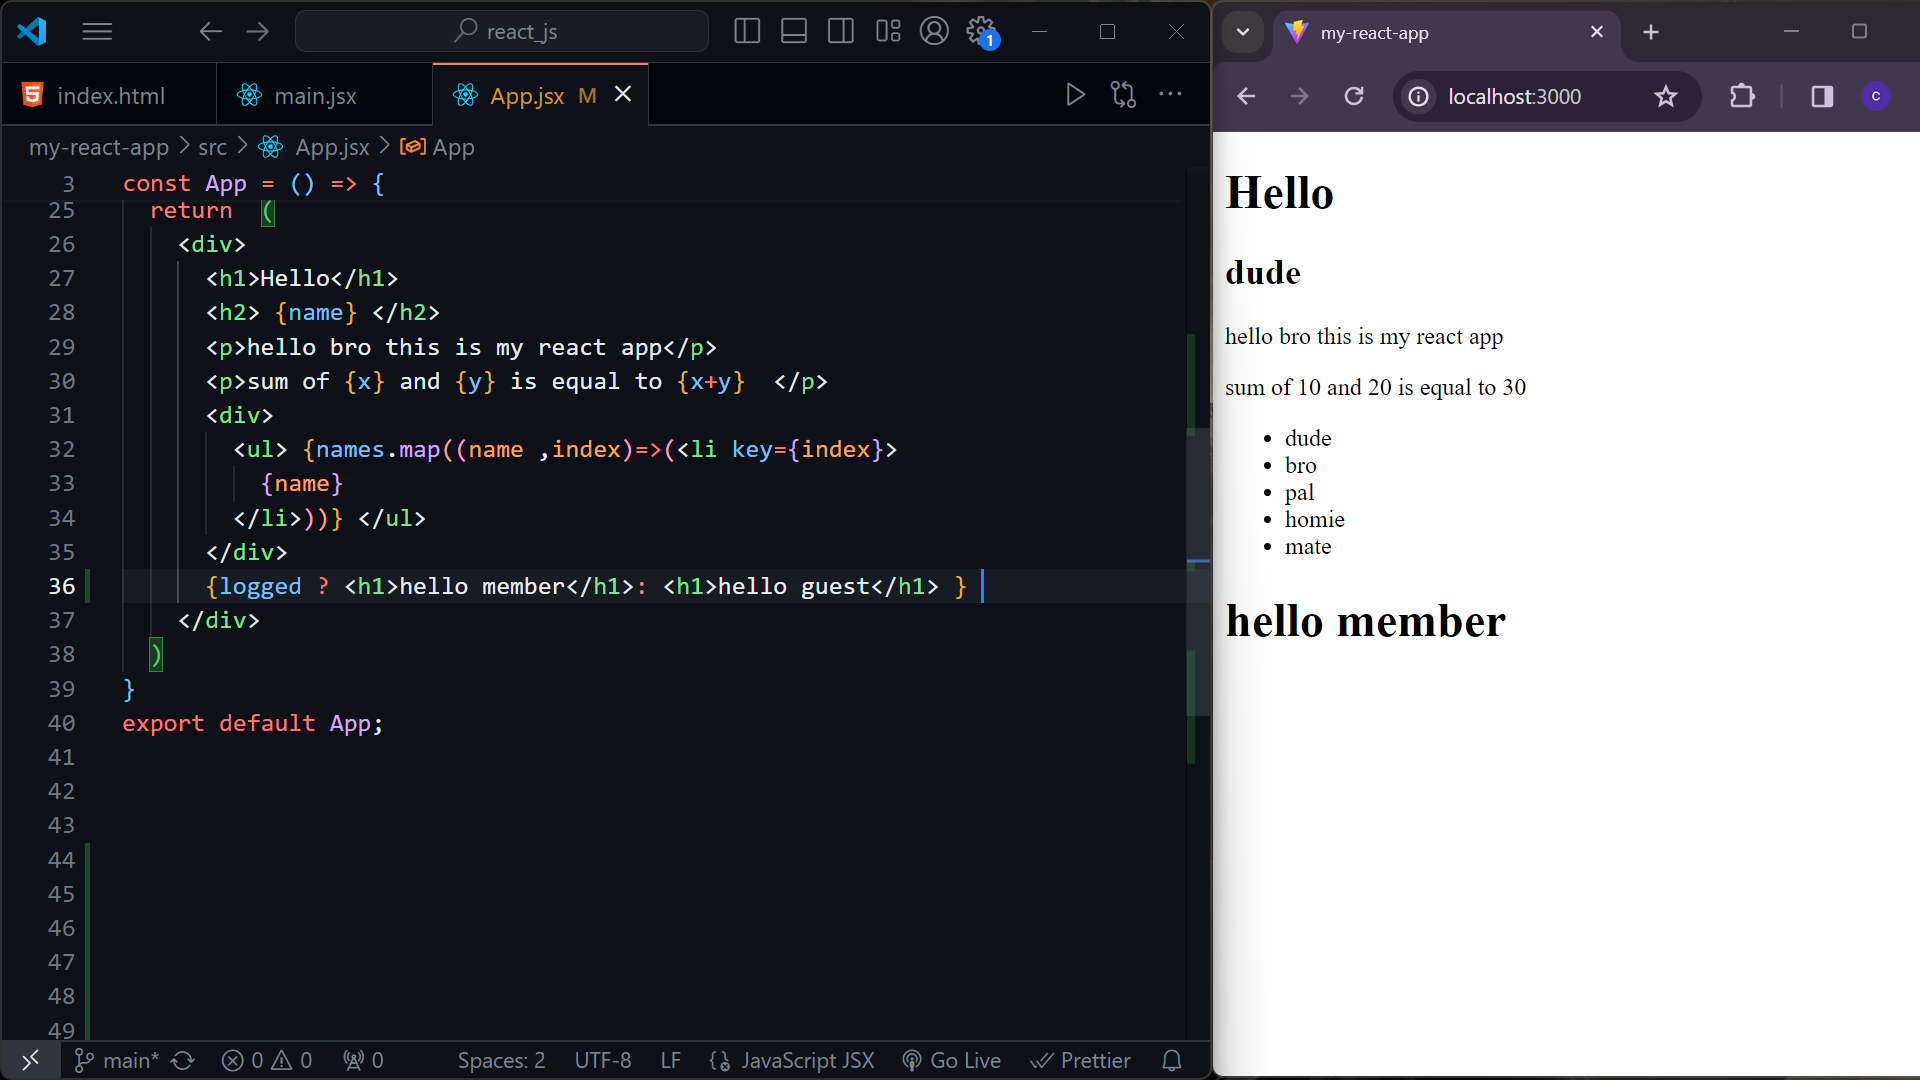 react_js
1
index.html
main.jsx
App.jsx M
my-react-app > src > App.jsx > App
3 const App = () => {
25 return (
26 <div>
27 <h1>Hello</h1>
28 <h2> {name} </h2>
29 <p>hello bro this is my react app</p>
30 <p>sum of {x} and {y} is equal to {x+y}  </p>
31 <div>
32 <ul> {names.map((name ,index)=>(<li key={index}>
33 {name}
34 </li>))} </ul>
35 </div>
36 {logged ? <h1>hello member</h1>: <h1>hello guest</h1> }
37 </div>
38 )
39 }
40 export default App;
41
42
43
44
45
46
47
48
49
main* 0 0 0 Spaces: 2 UTF-8 LF {} JavaScript JSX Go Live Prettier
my-react-app
localhost:3000
C
Hello
dude
hello bro this is my react app
sum of 10 and 20 is equal to 30
• dude
• bro
• pal
• homie
• mate
hello member